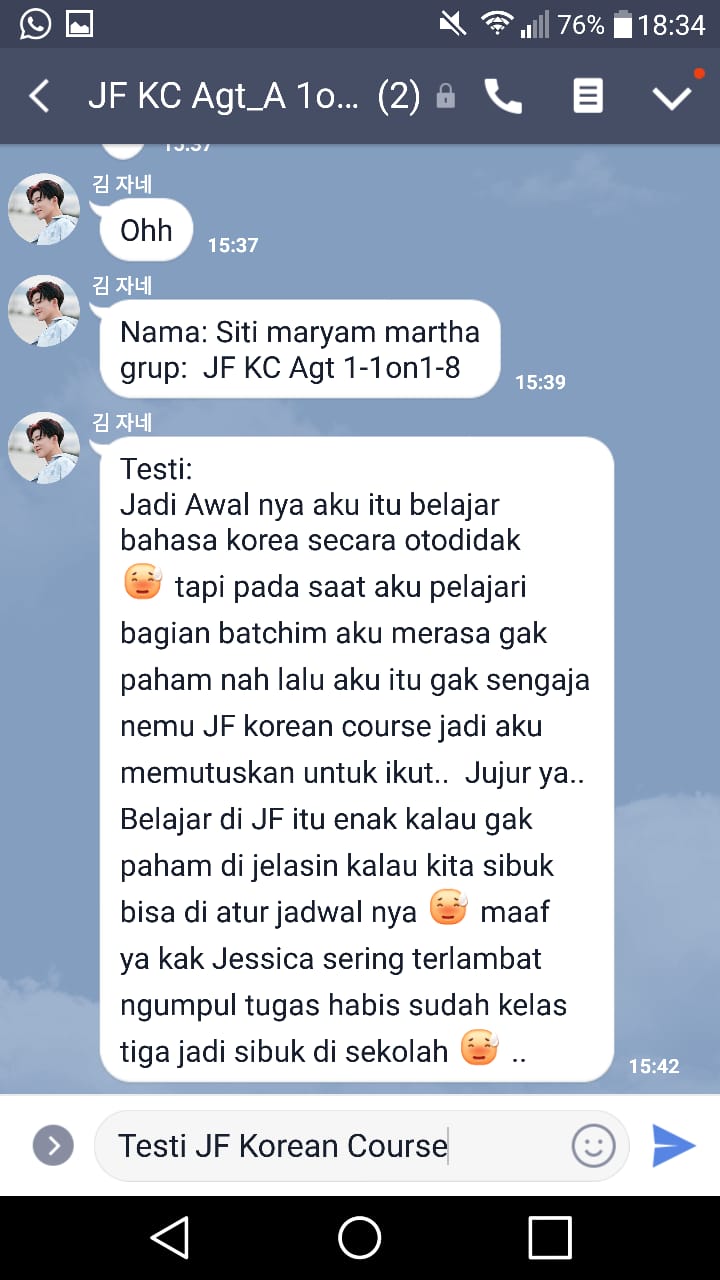 76% 18:34
JF KC Agt_A 1o... (2)
15:37
김 자네
Ohh
15:37
김 자네
Nama: Siti maryam martha
grup: JF KC Agt 1-1on1-8
15:39
김 자네
Testi:
Jadi Awal nya aku itu belajar
bahasa korea secara otodidak
tapi pada saat aku pelajari
bagian batchim aku merasa gak
paham nah lalu aku itu gak sengaja
nemu JF korean course jadi aku
memutuskan untuk ikut.. Jujur ya..
Belajar di JF itu enak kalau gak
paham di jelasin kalau kita sibuk
bisa di atur jadwal nya maaf
ya kak Jessica sering terlambat
ngumpul tugas habis sudah kelas
tiga jadi sibuk di sekolah ..
15:42
Testi JF Korean Course